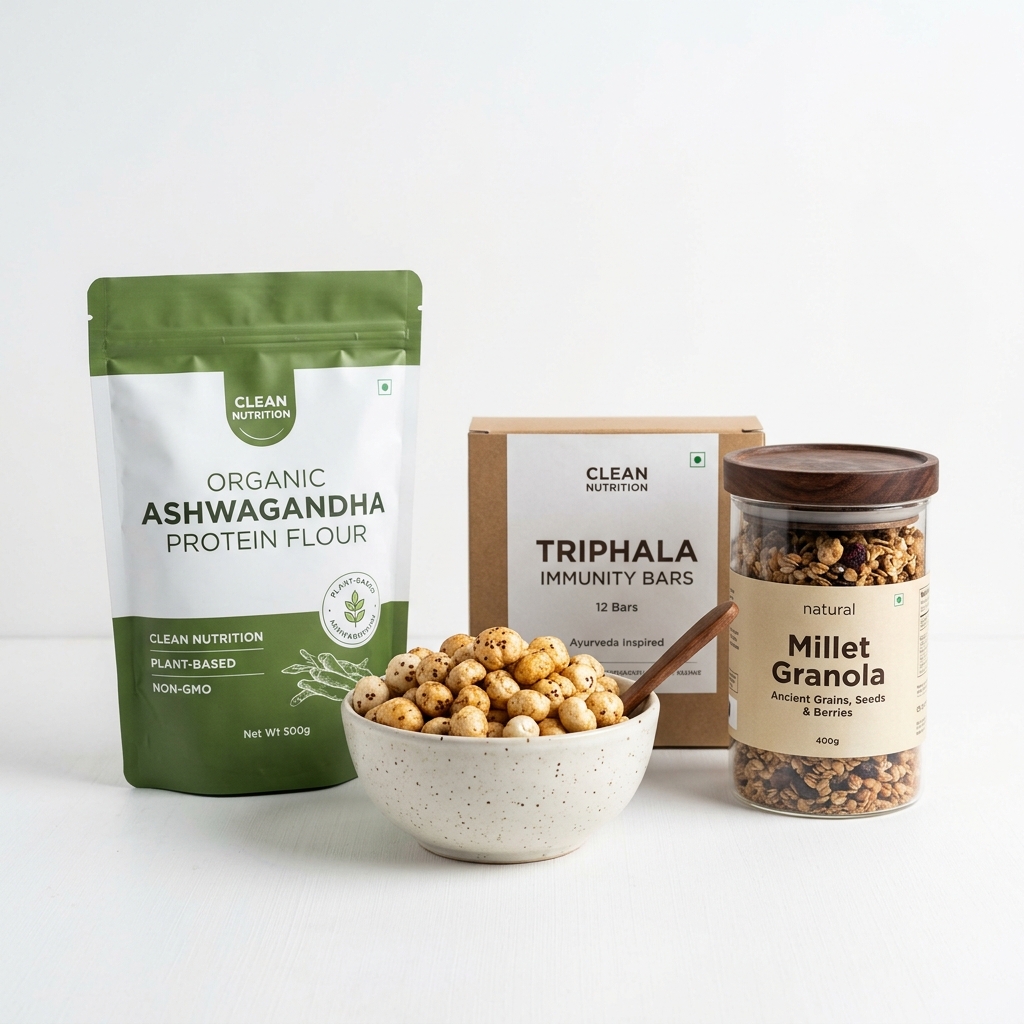 CLEAN
NUTRITION
ORGANIC
ASHWAGANDHA
PROTEIN FLOUR
CLEAN NUTRITION
PLANT-BASED
NON-GMO
Net Wt 500g
CLEAN
NUTRITION
TRIPHALA
IMMUNITY BARS
12 Bars
Ayurveda Inspired
natural
Millet
Granola
Ancient Grains, Seeds
& Berries
400g